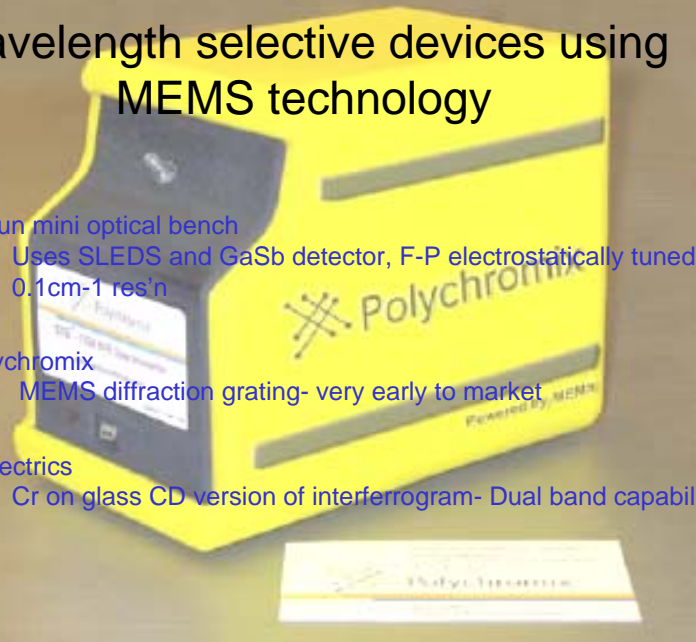 avelength selective devices using
MEMS technology
un mini optical bench
Uses SLEDS and GaSb detector, F-P electrostatically tuned
0.1cm-1 res'n
Polychromix
ychromix
MEMS diffraction grating- very early to market
Powered by MEMS
ectrics
Cr on glass CD version of interferrogram- Dual band capabil
Polychromix